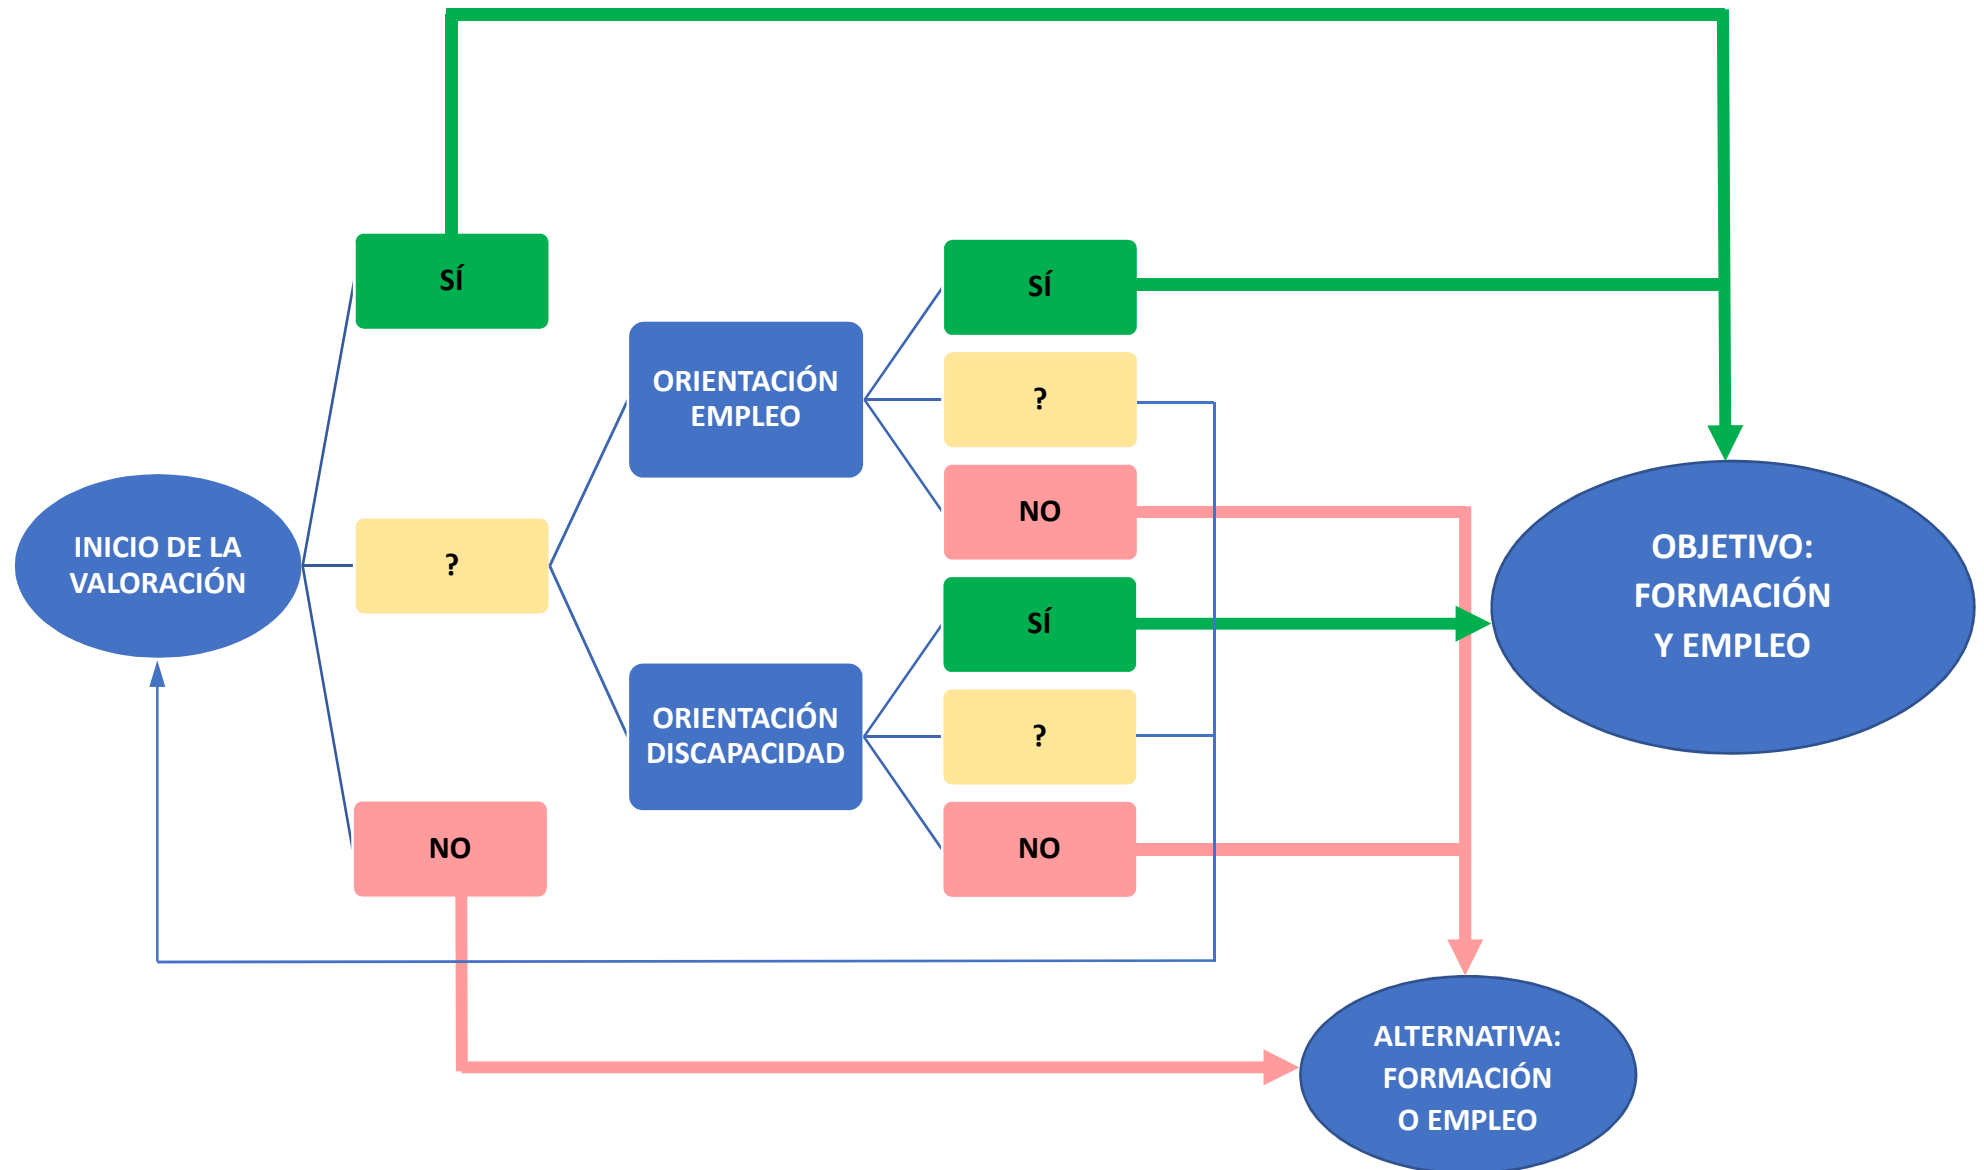 INICIO DE LA
VALORACIÓN
SÍ
?
NO
ORIENTACIÓN
EMPLEO
ORIENTACIÓN
DISCAPACIDAD
SÍ
?
NO
SÍ
?
NO
OBJETIVO:
FORMACIÓN
Y EMPLEO
ALTERNATIVA:
FORMACIÓN
O EMPLEO